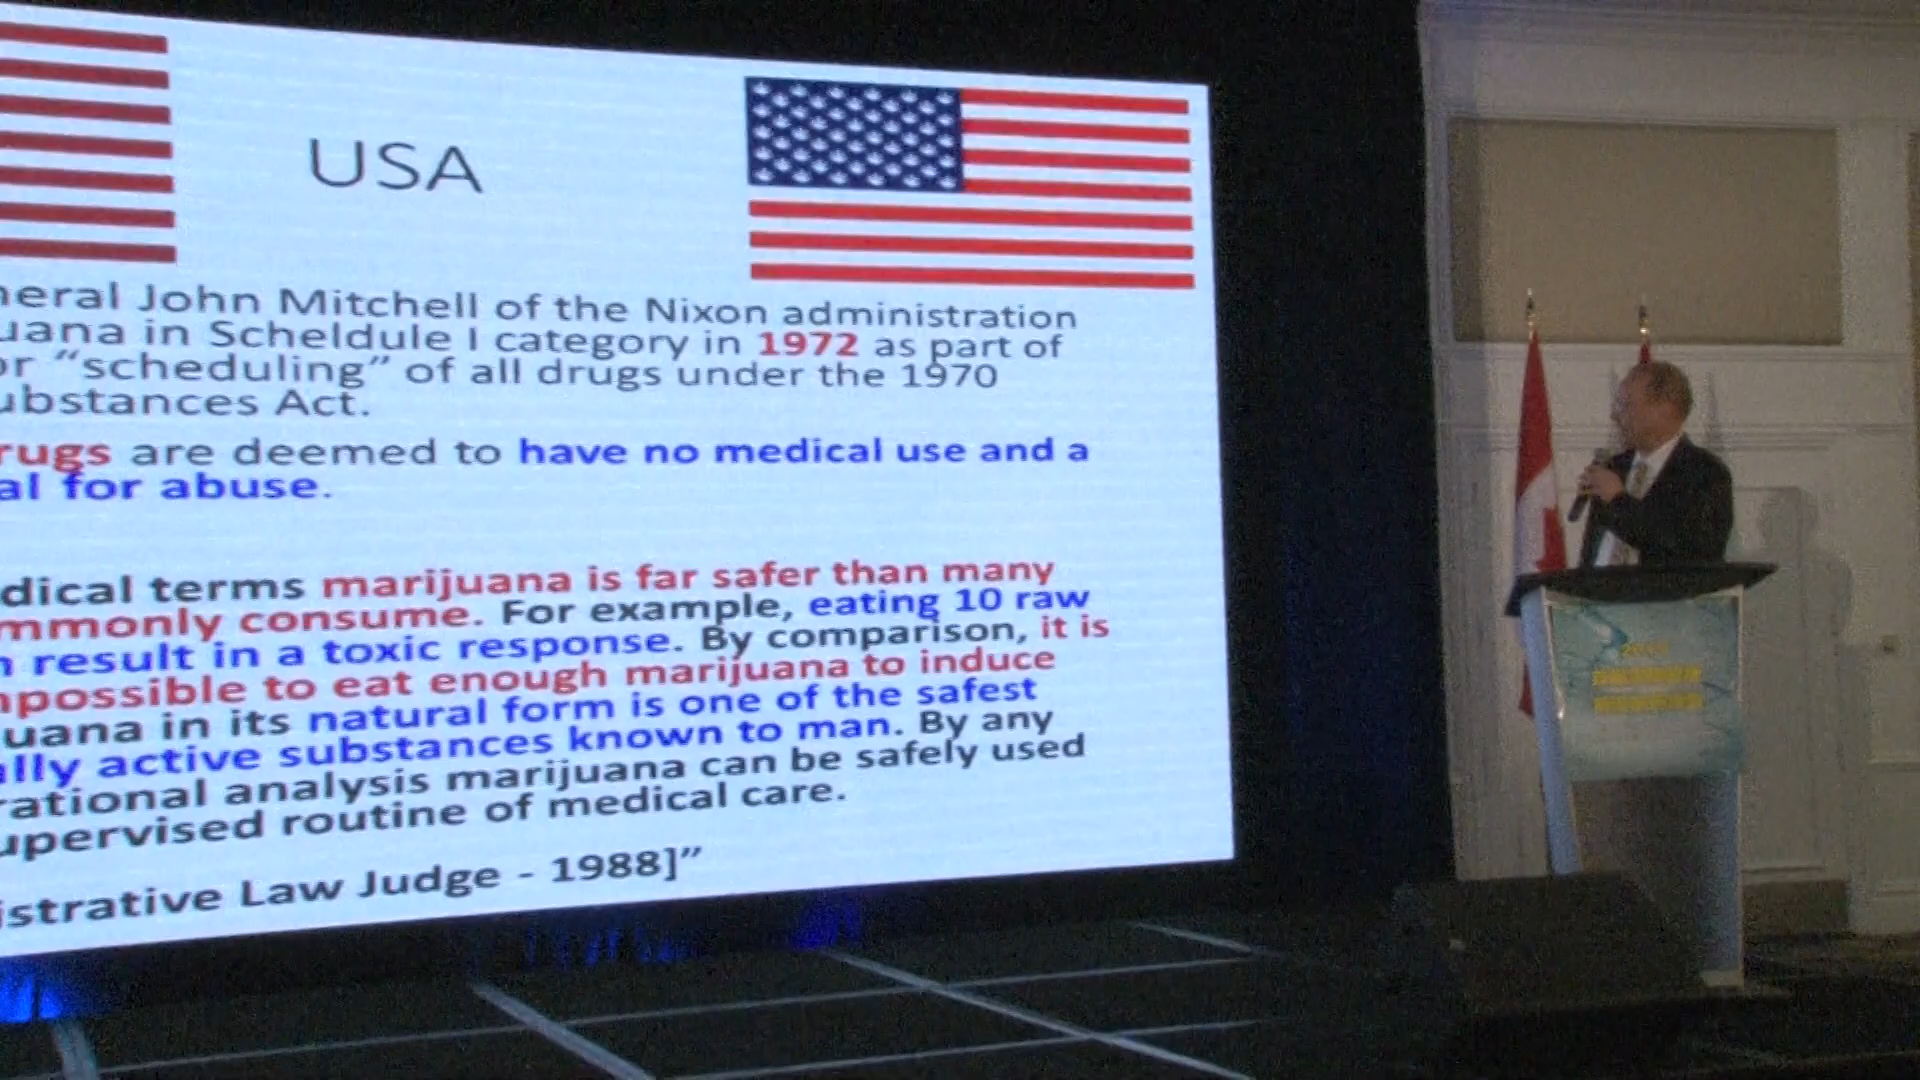 USA
neral John Mitchell of the Nixon administration
uana in Scheldule I category in 1972 as part of
or “scheduling” of all drugs under the 1970
ubstances Act.
rugs are deemed to have no medical use and a
al for abuse.
dical terms marijuana is far safer than many
mmonly consume. For example, eating 10 raw
n result in a toxic response. By comparison, it is
mpossible to eat enough marijuana to induce
uana in its natural form is one of the safest
ally active substances known to man. By any
rational analysis marijuana can be safely used
upervised routine of medical care.
istrative Law Judge - 1988]”